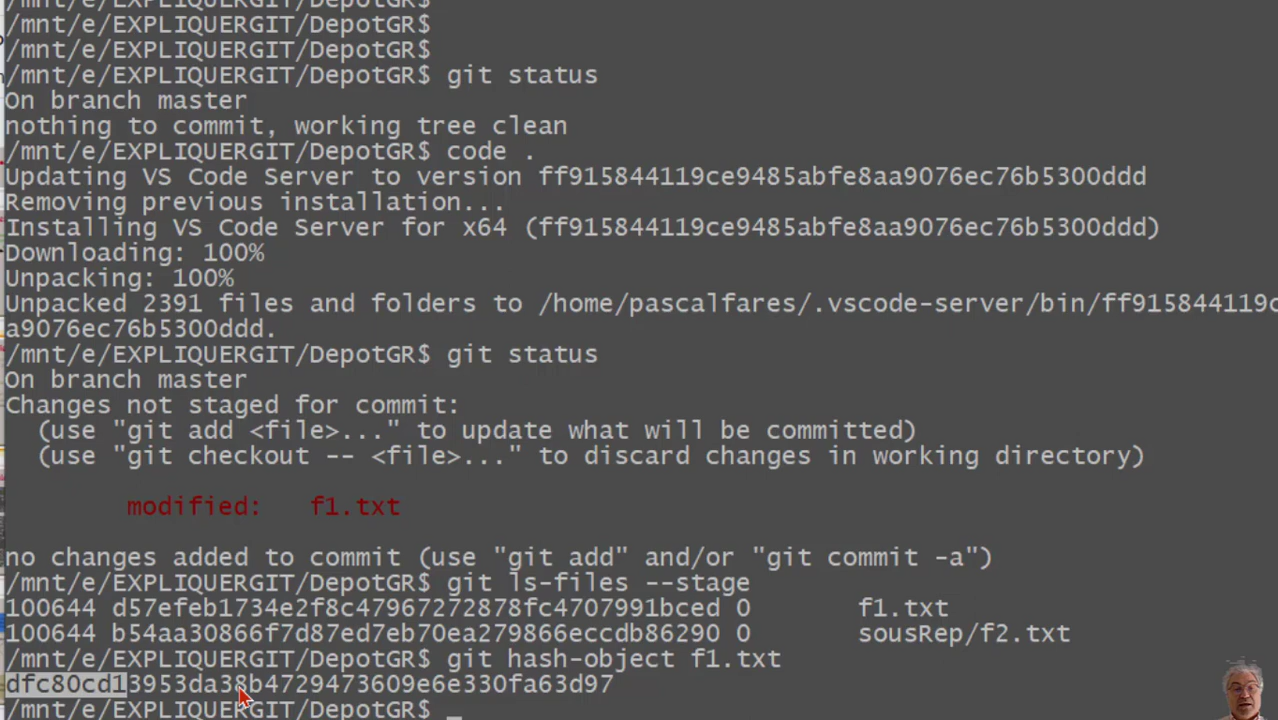 /mnt/e/EXPLIQUERGIT/DepotGR$
/mnt/e/EXPLIQUERGIT/DepotGR$
/mnt/e/EXPLIQUERGIT/DepotGR$
/mnt/e/EXPLIQUERGIT/DepotGR$ git status
On branch master
nothing to commit, working tree clean
/mnt/e/EXPLIQUERGIT/DepotGR$ code .
Updating VS Code Server to version ff915844119ce9485abfe8aa9076ec76b5300ddd
Removing previous installation...
Installing VS Code Server for x64 (ff915844119ce9485abfe8aa9076ec76b5300ddd)
Downloading: 100%
Unpacking: 100%
Unpacked 2391 files and folders to /home/pascalfares/.vscode-server/bin/ff915844119c
a9076ec76b5300ddd.
/mnt/e/EXPLIQUERGIT/DepotGR$ git status
On branch master
Changes not staged for commit:
(use "git add <file>..." to update what will be committed)
(use "git checkout -- <file>..." to discard changes in working directory)
modified: f1.txt
no changes added to commit (use "git add" and/or "git commit -a")
/mnt/e/EXPLIQUERGIT/DepotGR$ git ls-files --stage
100644 d57efeb1734e2f8c47967272878fc4707991bced 0 f1.txt
100644 b54aa30866f7d87ed7eb70ea279866eccdb86290 0 sousRep/f2.txt
/mnt/e/EXPLIQUERGIT/DepotGR$ git hash-object f1.txt
dfc80cd13953da38b4729473609e6e330fa63d97
/mnt/e/EXPLIQUERGIT/DepotGR$